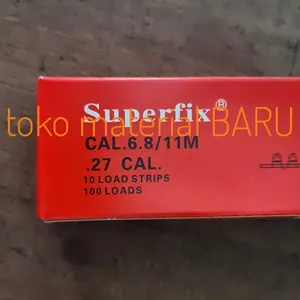 Superfix®
toko material BARU
CAL.6.8/11M
.27 CAL.
10 LOAD STRIPS
100 LOADS